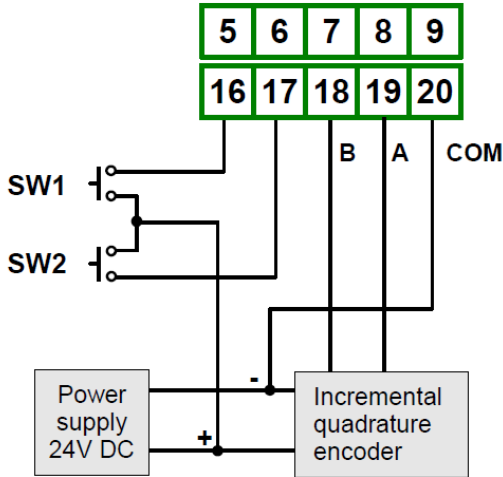 5 6 7 8 9
16 17 18 19 20
B A COM
SW1
SW2
-
Power
supply
24V DC
+
Incremental
quadrature
encoder